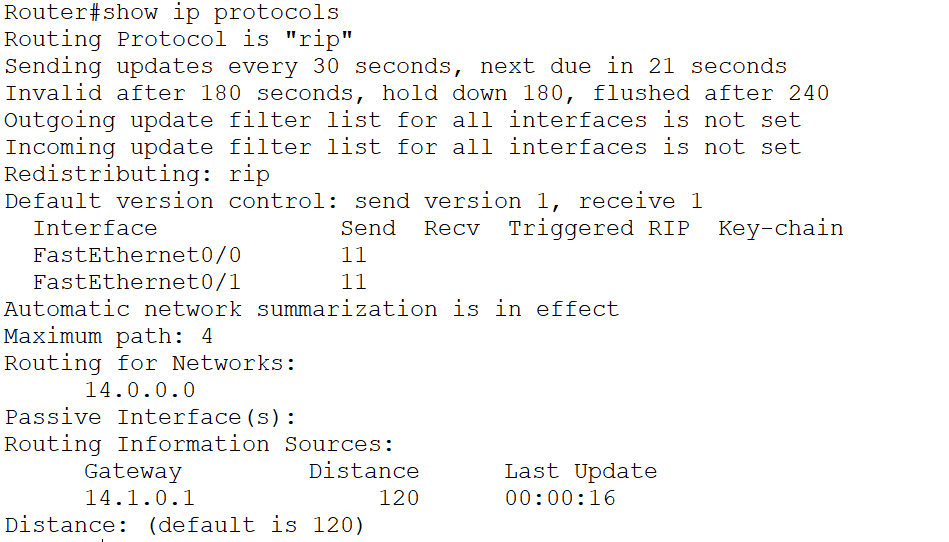 Router#show ip protocols
Routing Protocol is "rip"
Sending updates every 30 seconds, next due in 21 seconds
Invalid after 180 seconds, hold down 180, flushed after 240
Outgoing update filter list for all interfaces is not set
Incoming update filter list for all interfaces is not set
Redistributing: rip
Default version control: send version 1, receive 1
Interface Send Recv Triggered RIP Key-chain
FastEthernet0/0 11
FastEthernet0/1 11
Automatic network summarization is in effect
Maximum path: 4
Routing for Networks:
14.0.0.0
Passive Interface(s):
Routing Information Sources:
Gateway Distance Last Update
14.1.0.1 120 00:00:16
Distance: (default is 120)